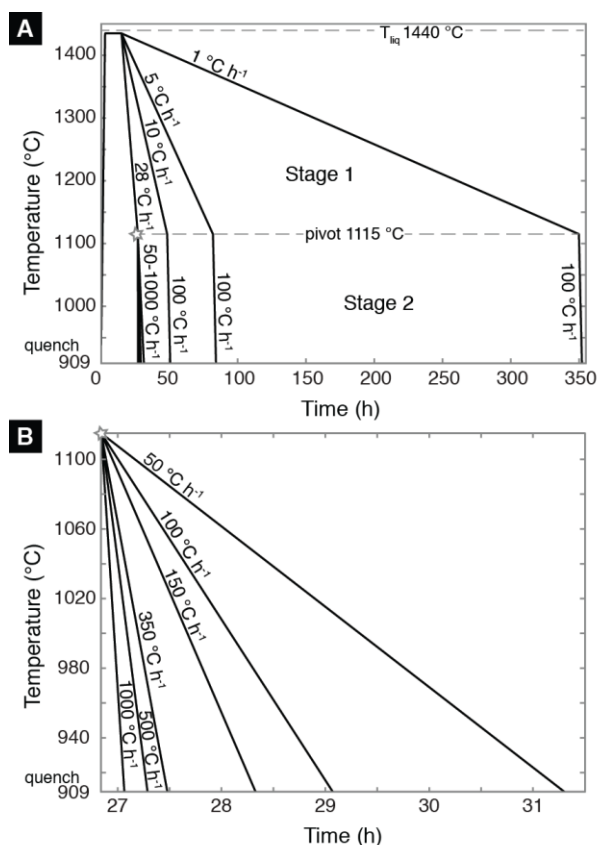 A
T_liq 1440 °C
1400
1 °C h⁻¹
5 °C h⁻¹
1300
10 °C h⁻¹
28 °C h⁻¹
1200
Stage 1
Temperature (°C)
pivot 1115 °C
1100
50-1000 °C h⁻¹
100 °C h⁻¹
100 °C h⁻¹
100 °C h⁻¹
1000
Stage 2
quench
909
0 50 100 150 200 250 300 350
Time (h)
B
1100
50 °C h⁻¹
100 °C h⁻¹
1060
150 °C h⁻¹
Temperature (°C)
1020
350 °C h⁻¹
980
500 °C h⁻¹
1000 °C h⁻¹
940
quench
909
27 28 29 30 31
Time (h)